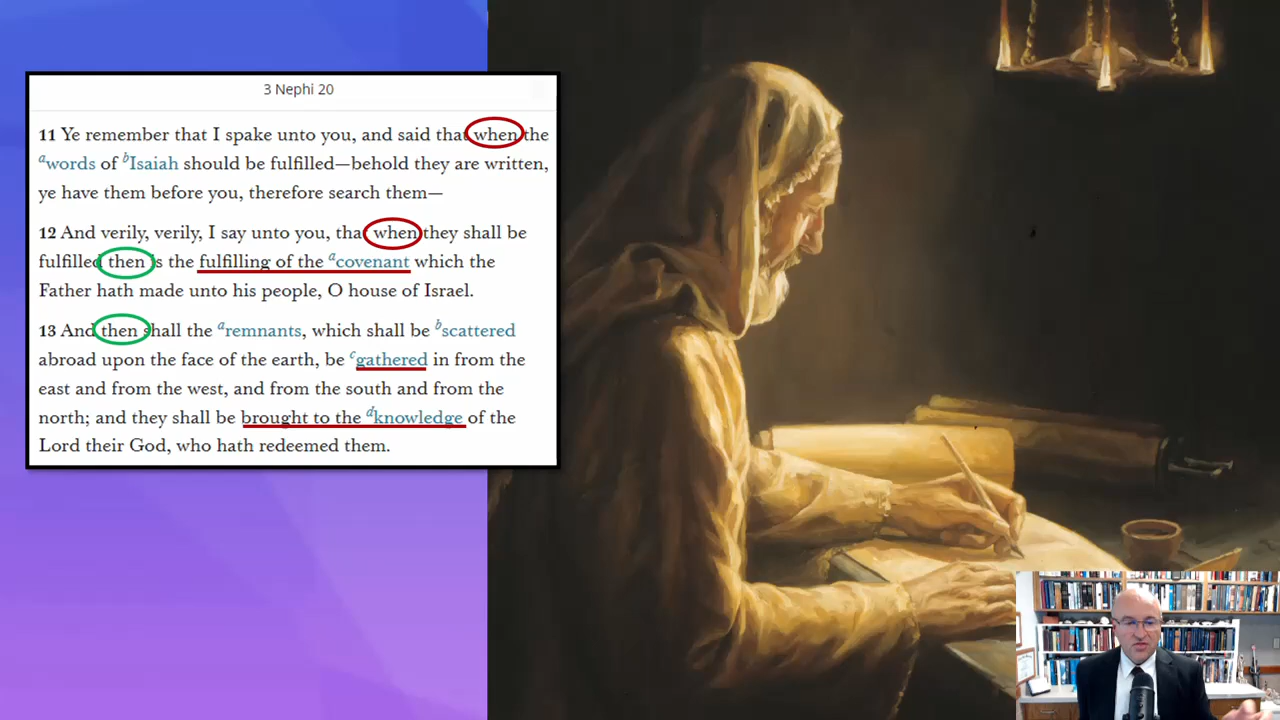 3 Nephi 20
11 Ye remember that I spake unto you, and said that when the
awords of bIsaiah should be fulfilled—behold they are written,
ye have them before you, therefore search them—
12 And verily, verily, I say unto you, that when they shall be
fulfilled then is the fulfilling of the acovenant which the
Father hath made unto his people, O house of Israel.
13 And then shall the aremnants, which shall be bscattered
abroad upon the face of the earth, be cgathered in from the
east and from the west, and from the south and from the
north; and they shall be brought to the dknowledge of the
Lord their God, who hath redeemed them.